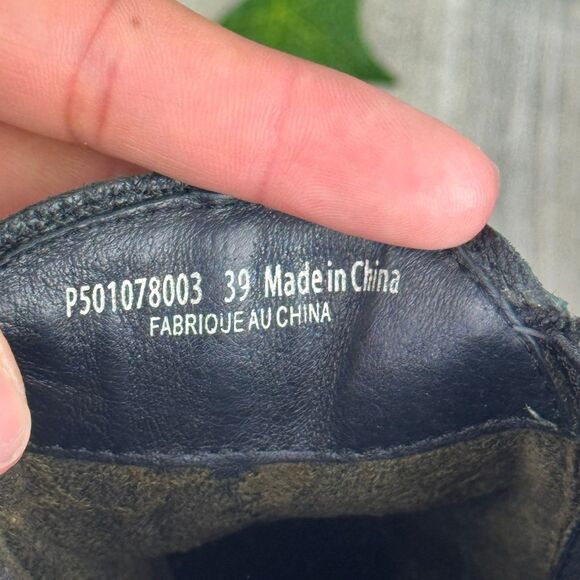 P501078003 39 Made in China
FABRIQUE AU CHINA